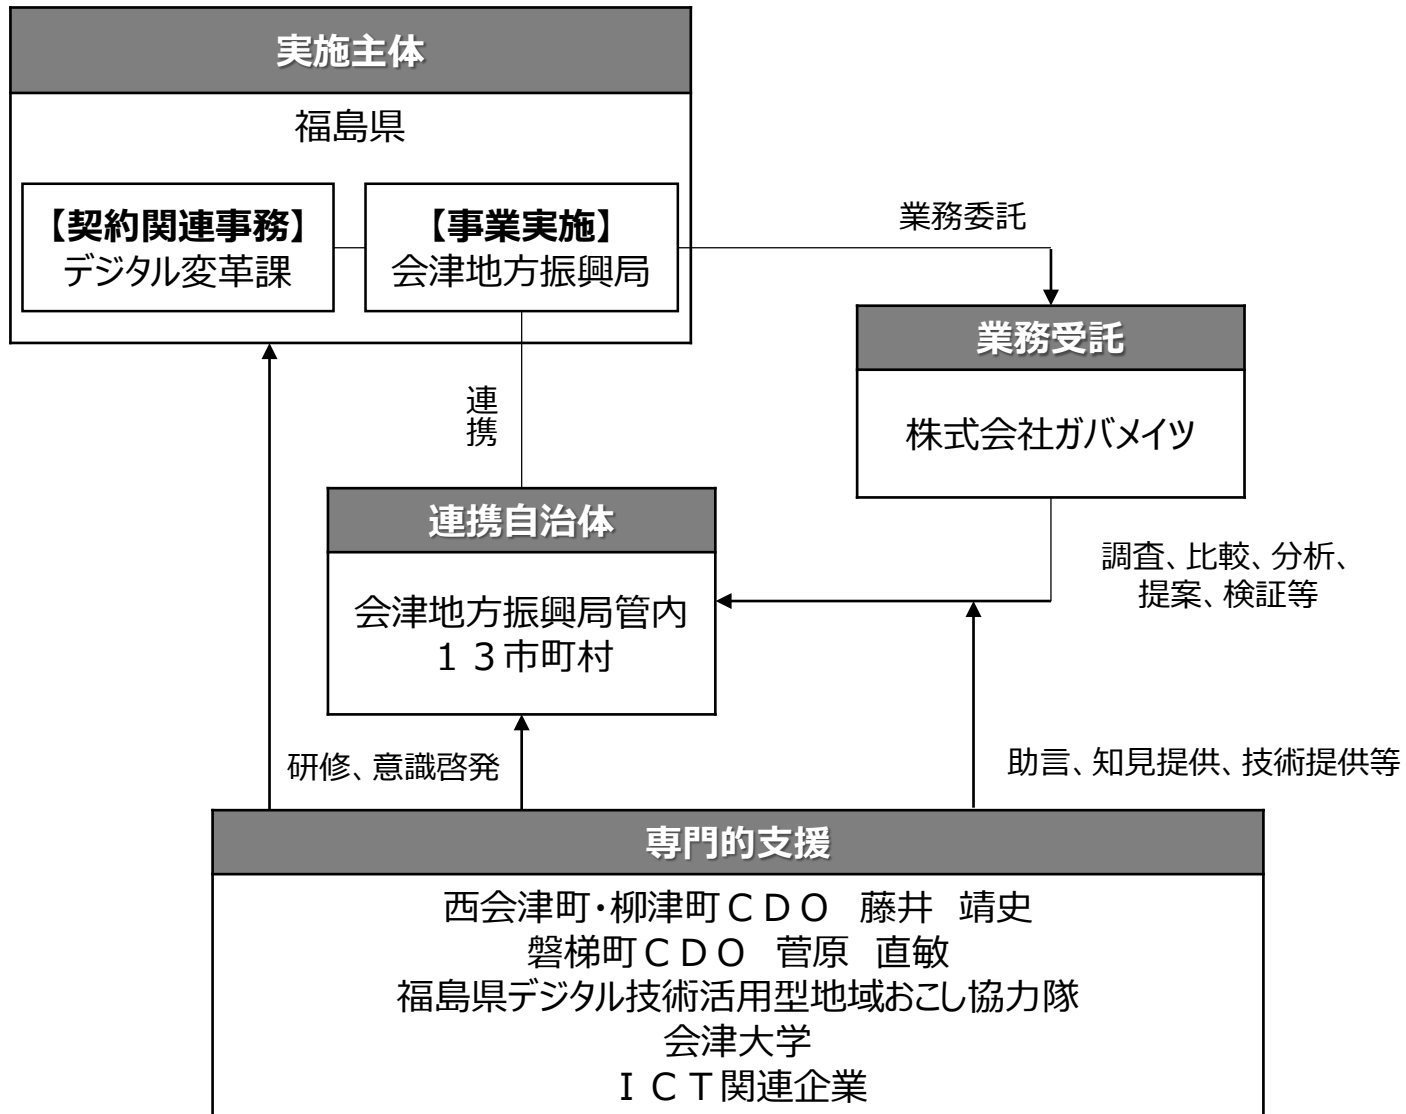 実施主体
福島県
【契約関連事務】
デジタル変革課
【事業実施】
会津地方振興局
業務委託
業務受託
株式会社ガバメイツ
連携
連携自治体
会津地方振興局管内
１３市町村
調査、比較、分析、
提案、検証等
研修、意識啓発
助言、知見提供、技術提供等
専門的支援
西会津町・柳津町ＣＤＯ　藤井　靖史
磐梯町ＣＤＯ　菅原　直敏
福島県デジタル技術活用型地域おこし協力隊
会津大学
ＩＣＴ関連企業